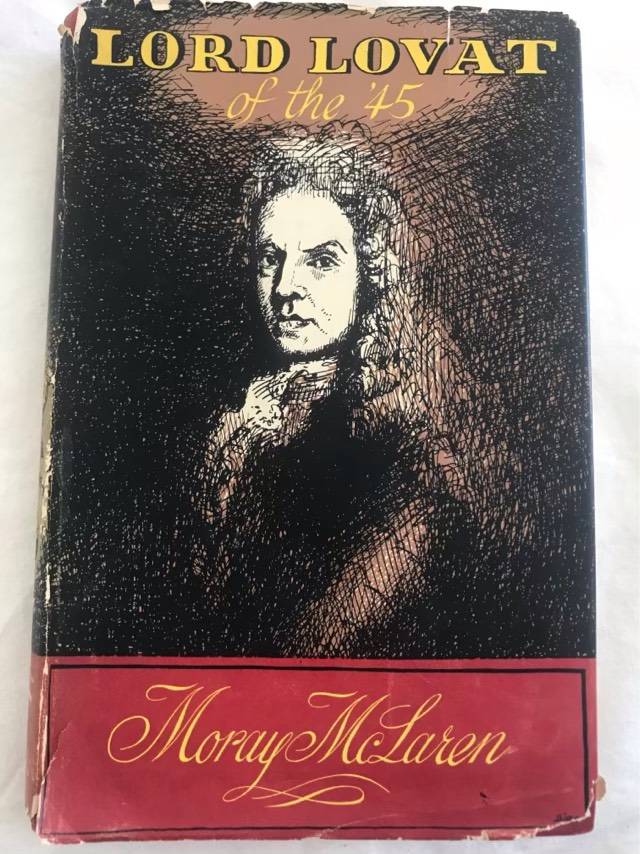 LORD LOVAT
of the '45
Moray McLaren